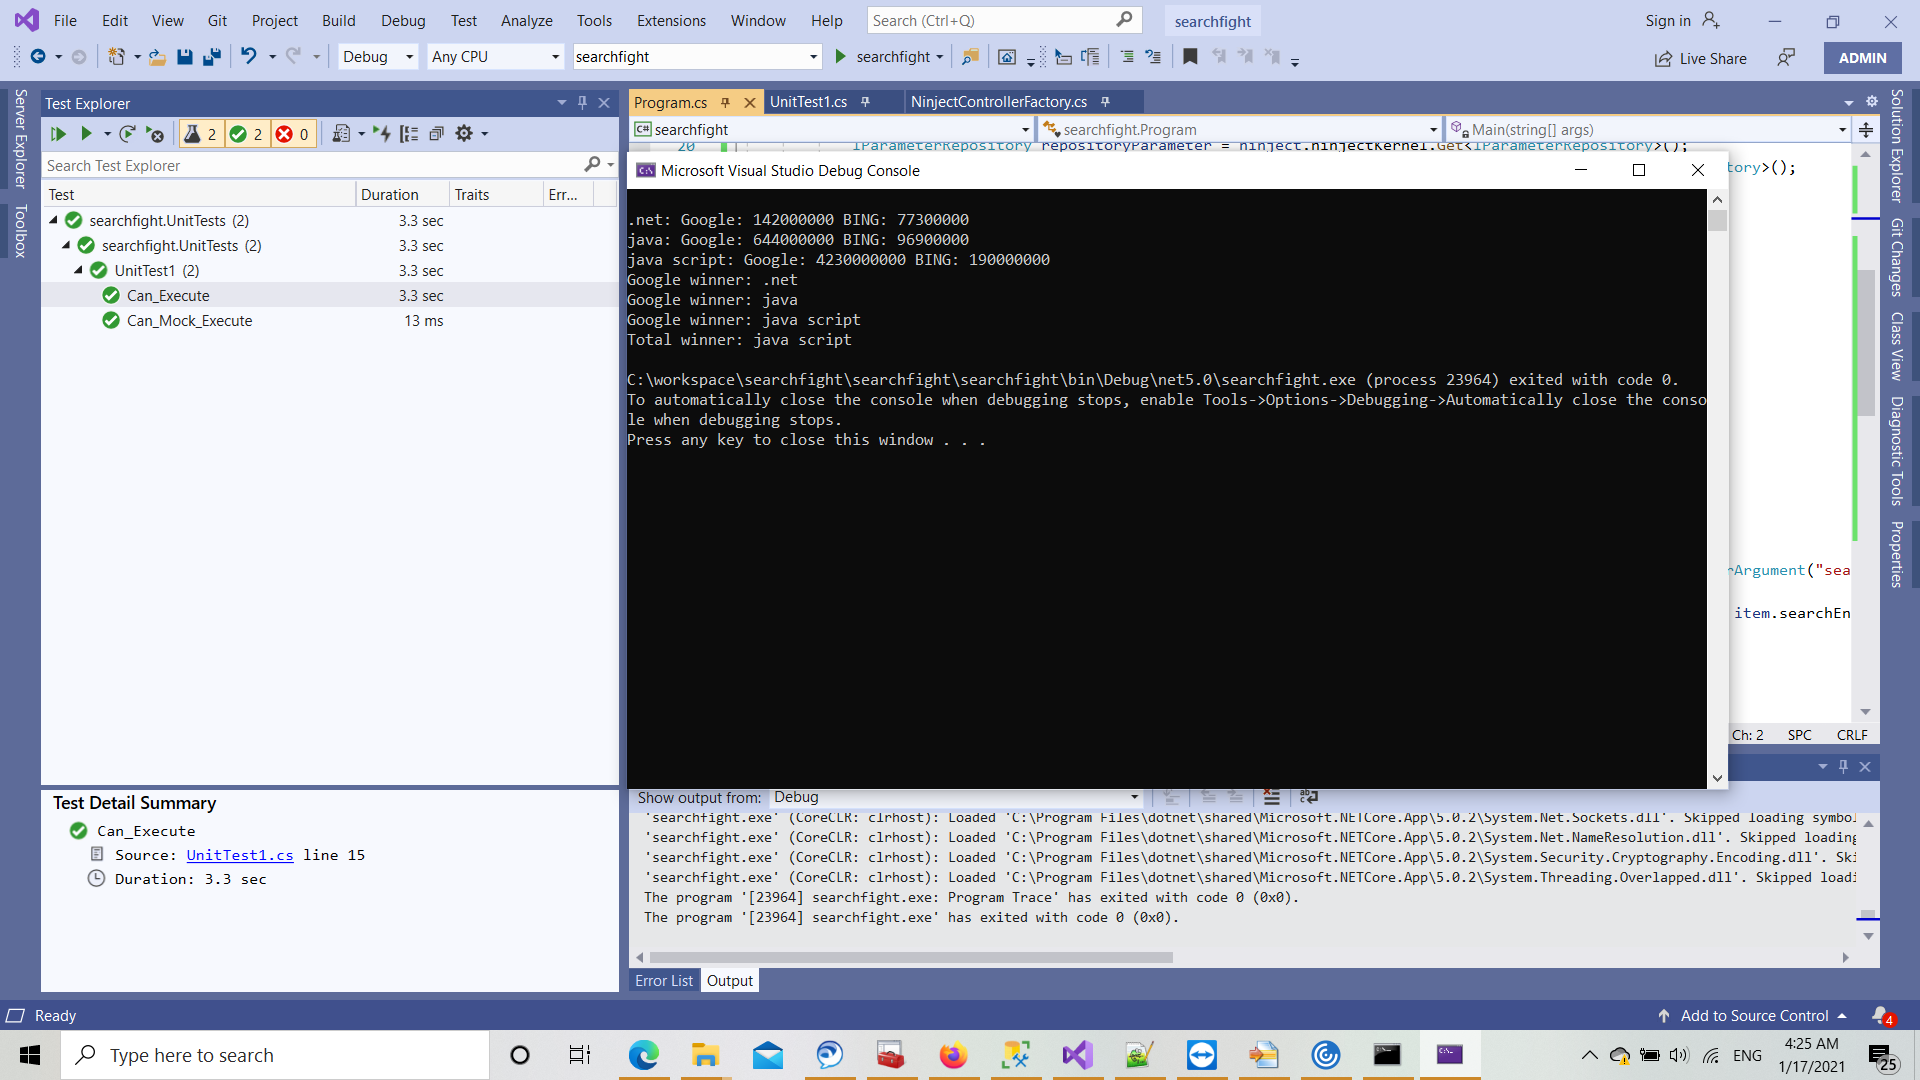 File Edit View Git Project Build Debug Test Analyze Tools Extensions Window Help Search (Ctrl+Q) searchfight Sign in
Debug Any CPU searchfight searchfight Live Share ADMIN
Server Explorer
Toolbox
Test Explorer
2 2 0
Search Test Explorer
Test Duration Traits Err...
searchfight.UnitTests (2) 3.3 sec
searchfight.UnitTests (2) 3.3 sec
UnitTest1 (2) 3.3 sec
Can_Execute 3.3 sec
Can_Mock_Execute 13 ms
Test Detail Summary
Can_Execute
Source: UnitTest1.cs line 15
Duration: 3.3 sec
Program.cs UnitTest1.cs NinjectControllerFactory.cs
C# searchfight searchfight.Program Main(string[] args)
20 IParameterRepository repositoryParameter = ninject.ninjectKernel.Get<IParameterRepository>();
tory>();
rArgument("sea
item.searchEn
Microsoft Visual Studio Debug Console
.net: Google: 142000000 BING: 77300000
java: Google: 644000000 BING: 96900000
java script: Google: 4230000000 BING: 190000000
Google winner: .net
Google winner: java
Google winner: java script
Total winner: java script
C:\workspace\searchfight\searchfight\searchfight\bin\Debug\net5.0\searchfight.exe (process 23964) exited with code 0.
To automatically close the console when debugging stops, enable Tools->Options->Debugging->Automatically close the conso
le when debugging stops.
Press any key to close this window . . .
Ch: 2 SPC CRLF
Show output from: Debug
'searchfight.exe' (CoreCLR: clrhost): Loaded 'C:\Program Files\dotnet\shared\Microsoft.NETCore.App\5.0.2\System.Net.Sockets.dll'. Skipped loading symbol
'searchfight.exe' (CoreCLR: clrhost): Loaded 'C:\Program Files\dotnet\shared\Microsoft.NETCore.App\5.0.2\System.Net.NameResolution.dll'. Skipped loading
'searchfight.exe' (CoreCLR: clrhost): Loaded 'C:\Program Files\dotnet\shared\Microsoft.NETCore.App\5.0.2\System.Security.Cryptography.Encoding.dll'. Ski
'searchfight.exe' (CoreCLR: clrhost): Loaded 'C:\Program Files\dotnet\shared\Microsoft.NETCore.App\5.0.2\System.Threading.Overlapped.dll'. Skipped loadi
The program '[23964] searchfight.exe: Program Trace' has exited with code 0 (0x0).
The program '[23964] searchfight.exe' has exited with code 0 (0x0).
Error List Output
Solution Explorer
Git Changes
Class View
Diagnostic Tools
Properties
Ready Add to Source Control 4
Type here to search ENG 4:25 AM
1/17/2021 25